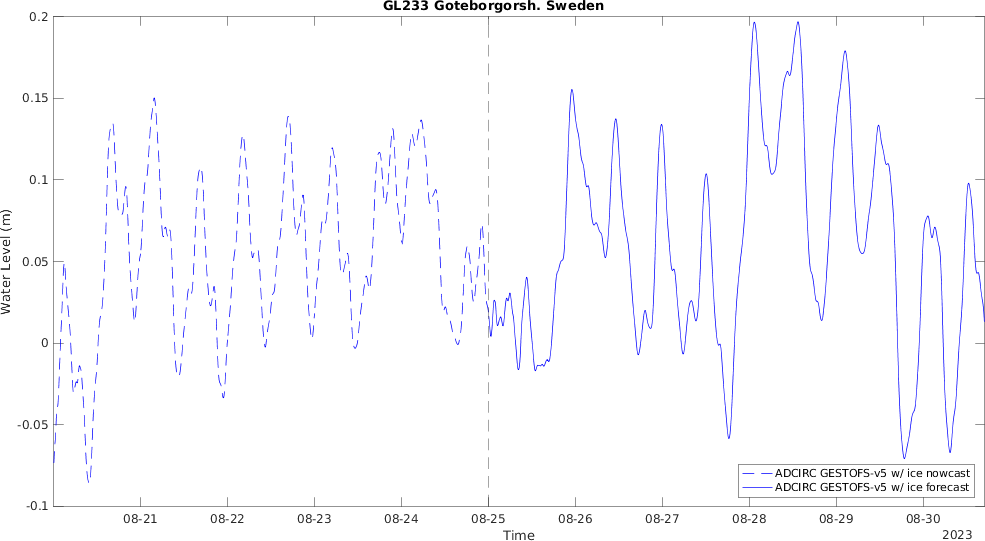 GL233 Goteborgorsh. Sweden
Water Level (m)
0.2
0.15
0.1
0.05
0
-0.05
-0.1
ADCIRC GESTOFS-v5 w/ ice nowcast
ADCIRC GESTOFS-v5 w/ ice forecast
08-21 08-22 08-23 08-24 08-25 08-26 08-27 08-28 08-29 08-30
Time
2023